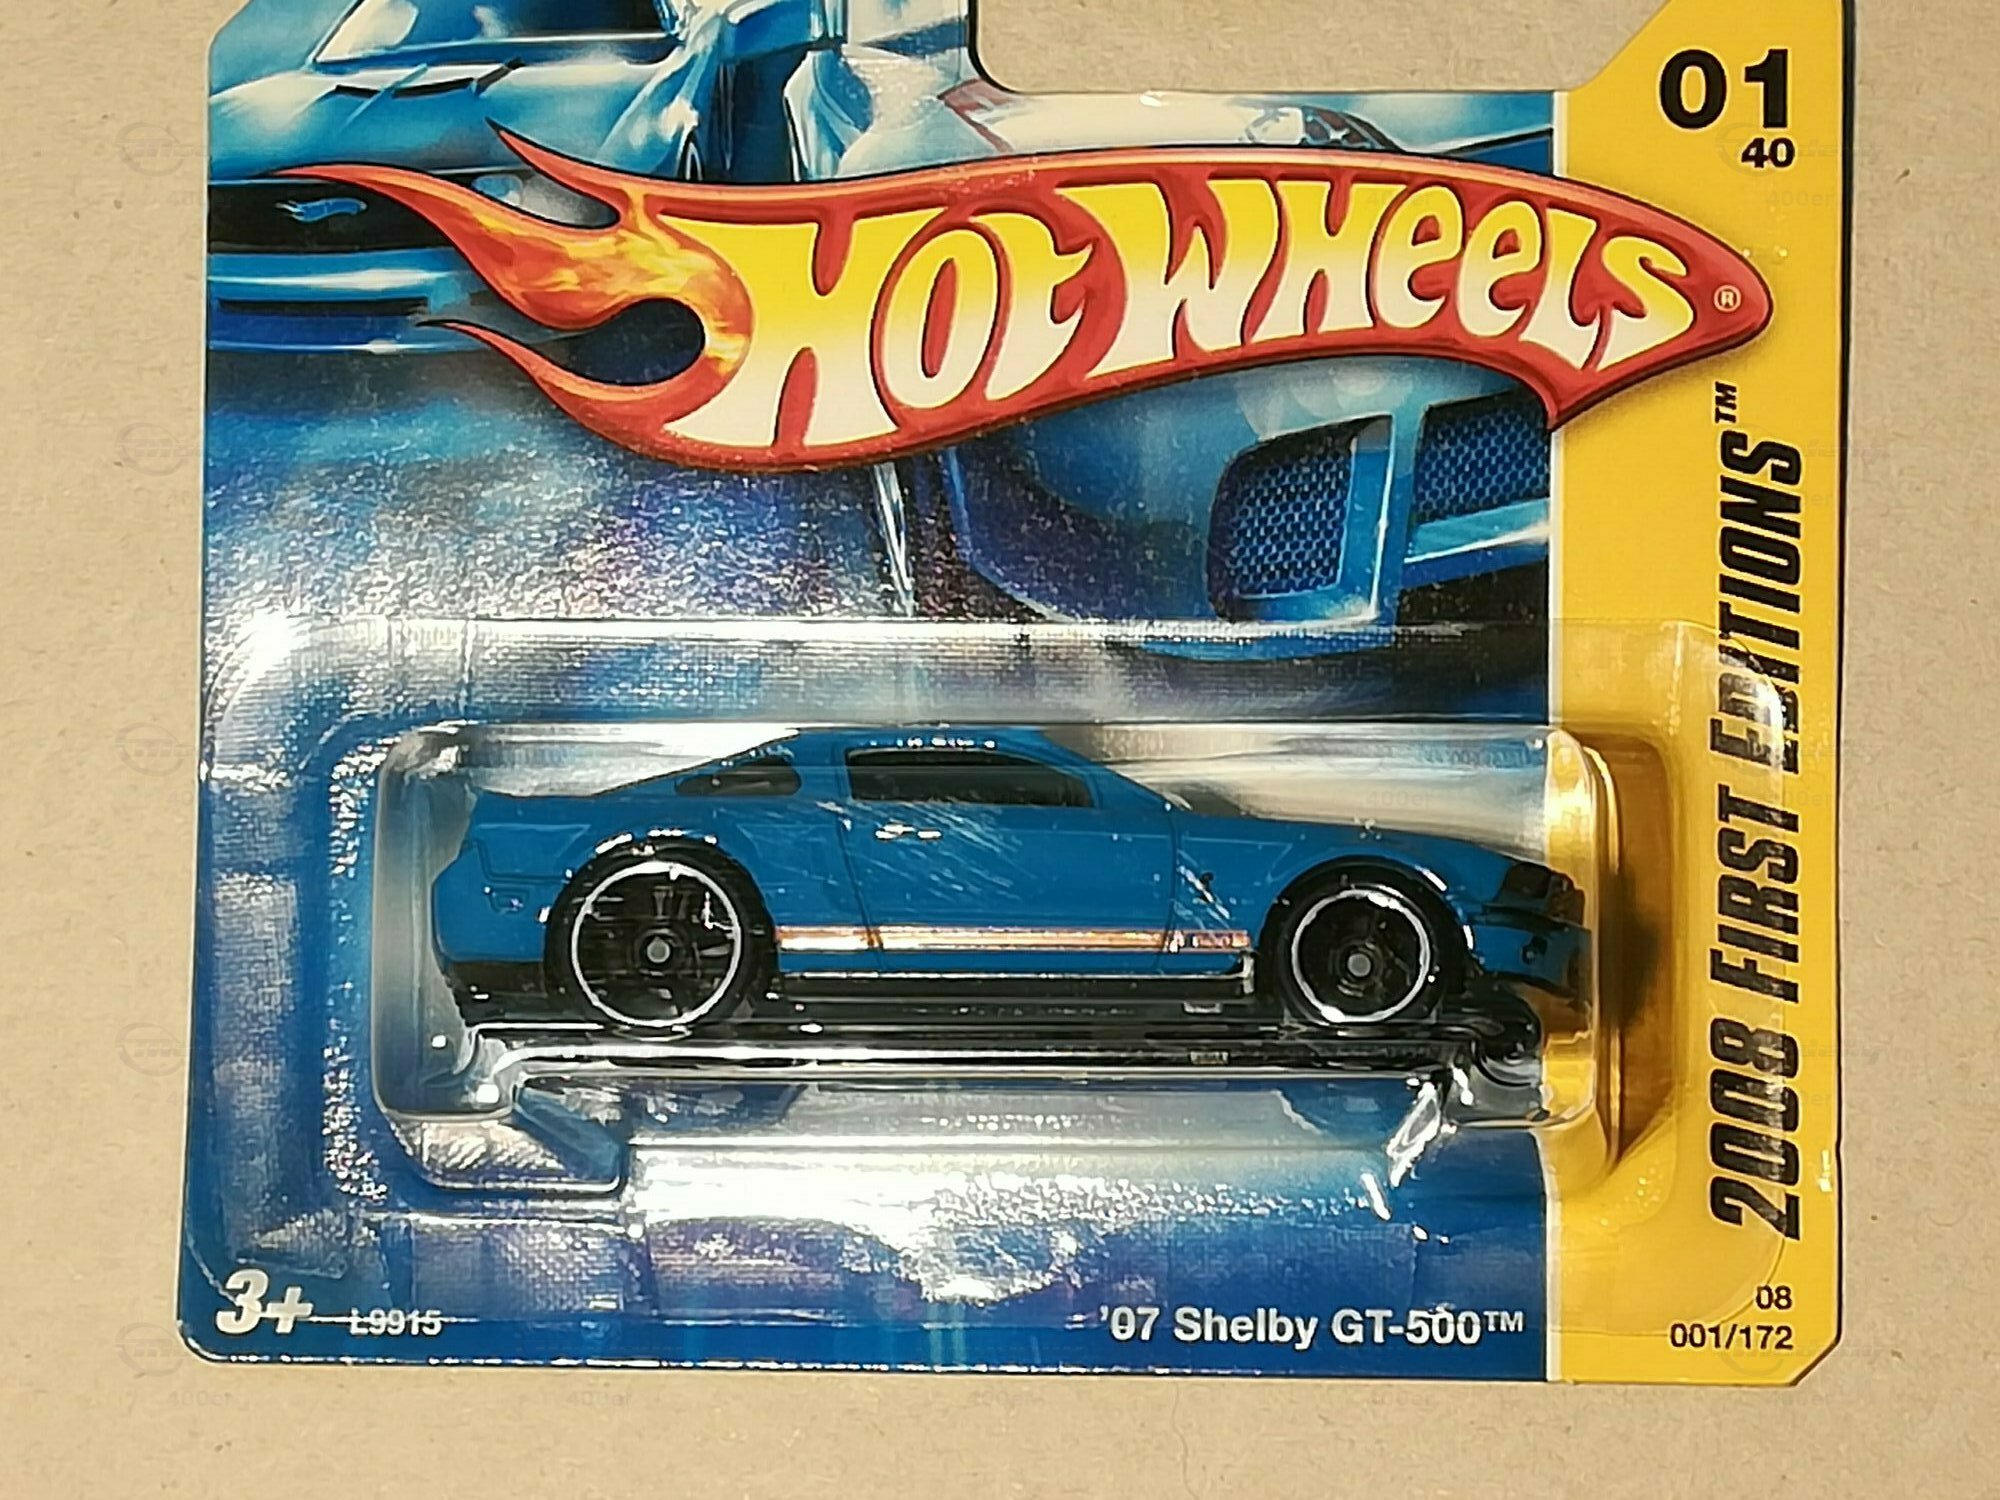 01
40
HOT WHEELS®
2008 FIRST EDITIONS™
3+
L9915
'07 Shelby GT-500™
08
001/172